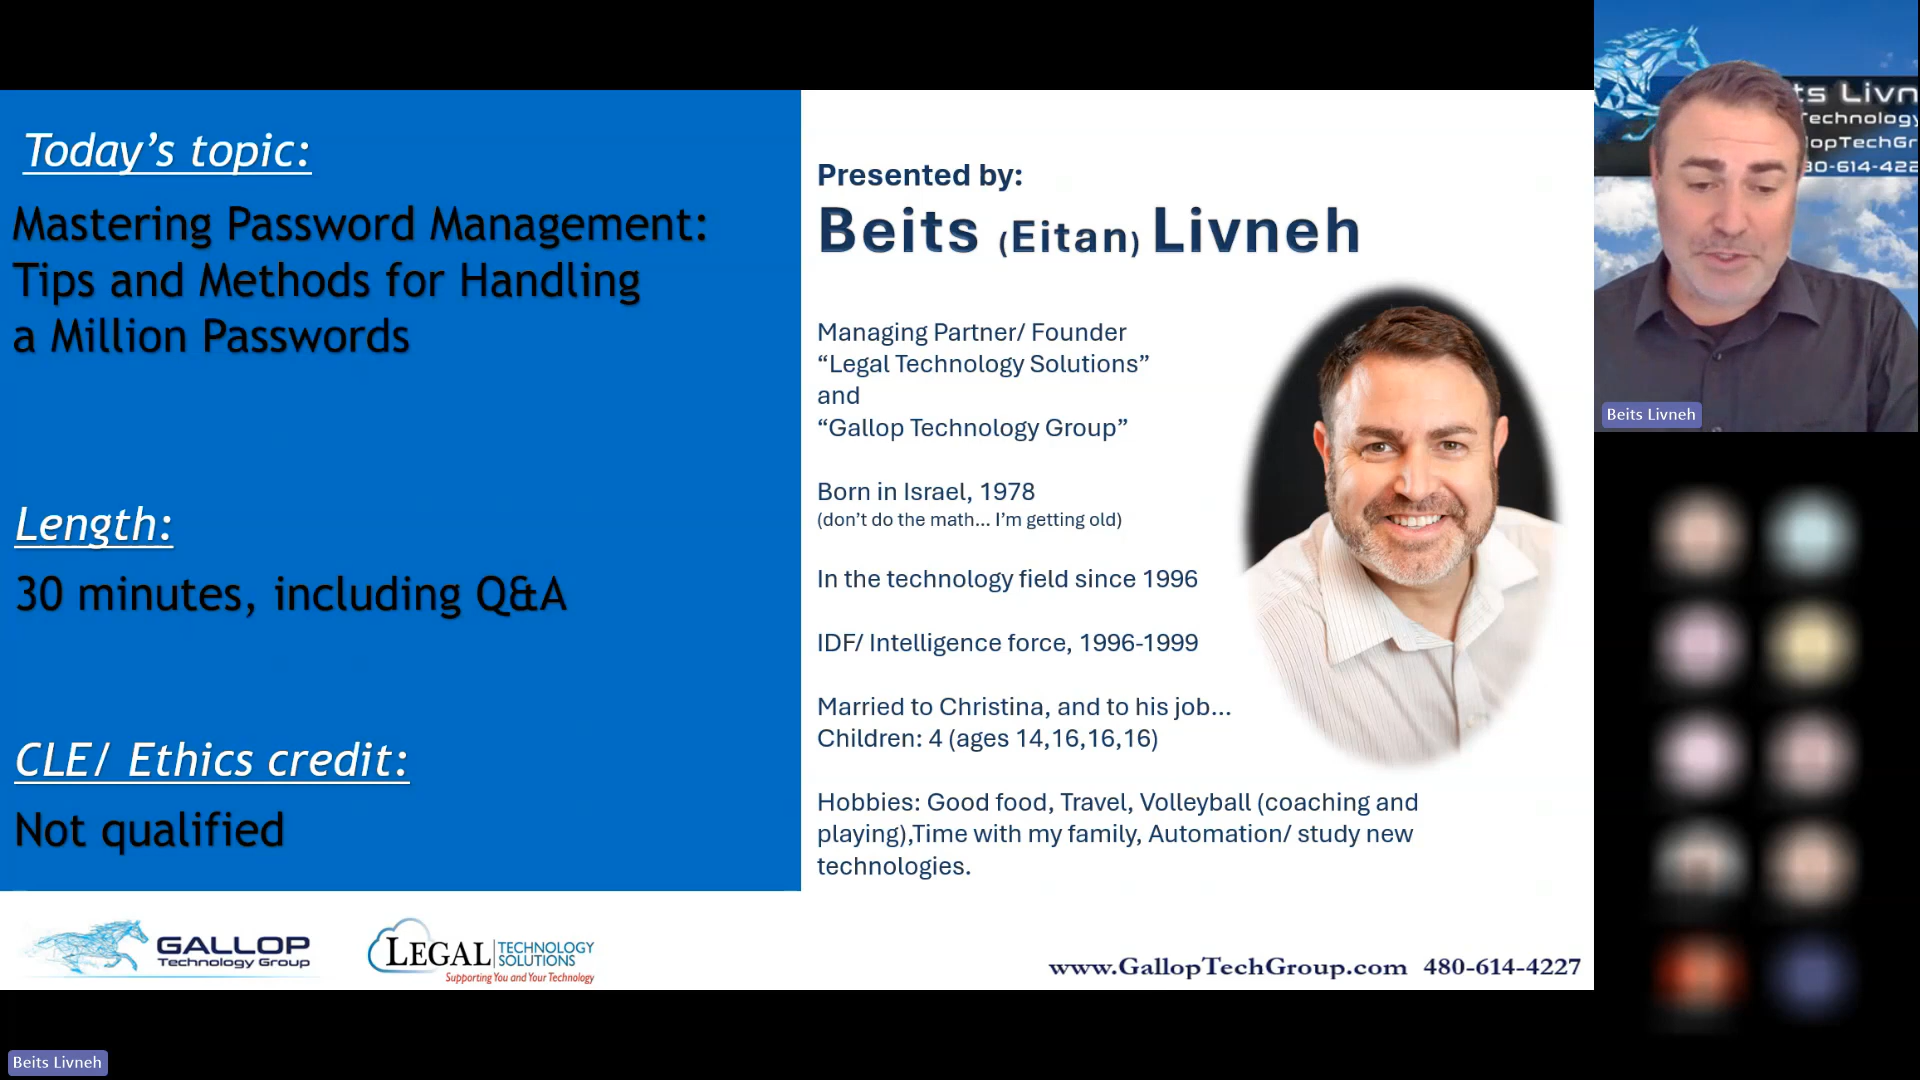 Today’s topic:
Mastering Password Management:
Tips and Methods for Handling
a Million Passwords
Length:
30 minutes, including Q&A
CLE/ Ethics credit:
Not qualified
Presented by:
Beits (Eitan) Livneh
Managing Partner/ Founder
“Legal Technology Solutions”
and
“Gallop Technology Group”
Born in Israel, 1978
(don’t do the math... I’m getting old)
In the technology field since 1996
IDF/ Intelligence force, 1996-1999
Married to Christina, and to his job...
Children: 4 (ages 14,16,16,16)
Hobbies: Good food, Travel, Volleyball (coaching and
playing),Time with my family, Automation/ study new
technologies.
GALLOP
Technology Group
LEGAL TECHNOLOGY
SOLUTIONS
Supporting You and Your Technology
www.GallopTechGroup.com 480-614-4227
Beits Livneh
Beits Livneh